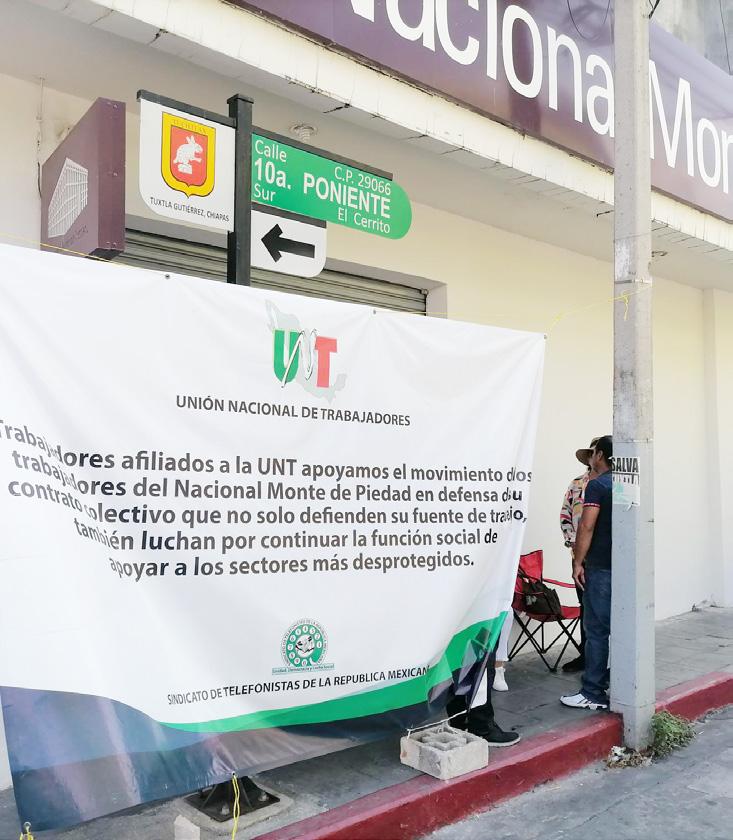 Nacional Mon
TUXTLA GUTIÉRREZ, CHIAPAS
Calle C.P. 29066
10a. PONIENTE
Sur El Cerrito
UNT
UNIÓN NACIONAL DE TRABAJADORES
Trabajadores afiliados a la UNT apoyamos el movimiento de los
trabajadores del Nacional Monte de Piedad en defensa de su
contrato colectivo que no solo defienden su fuente de trabajo,
también luchan por continuar la función social de
apoyar a los sectores más desprotegidos.
SINDICATO DE TELEFONISTAS DE LA REPUBLICA MEXICANA
SALVA